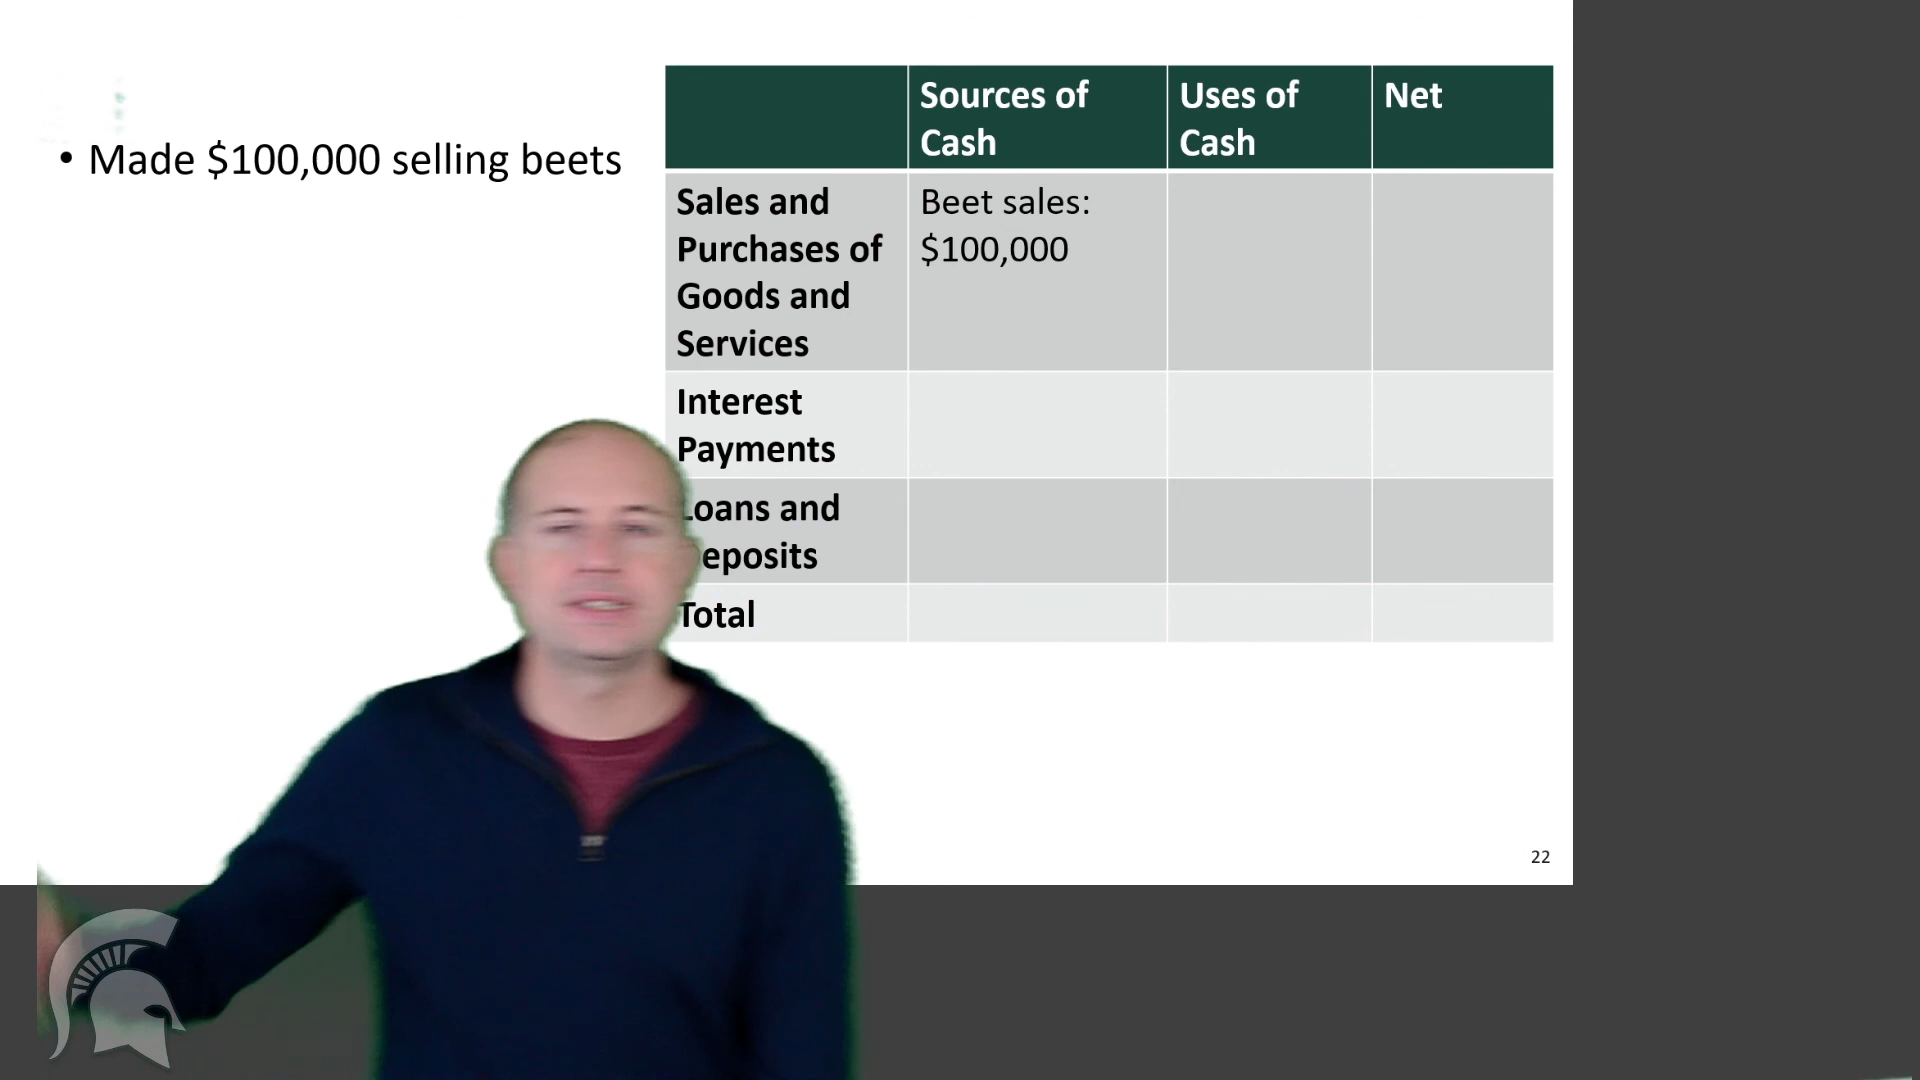 • Made $100,000 selling beets
Sources of
Cash
Uses of
Cash
Net
Sales and
Purchases of
Goods and
Services
Beet sales:
$100,000
Interest
Payments
Loans and
eposits
Total
22